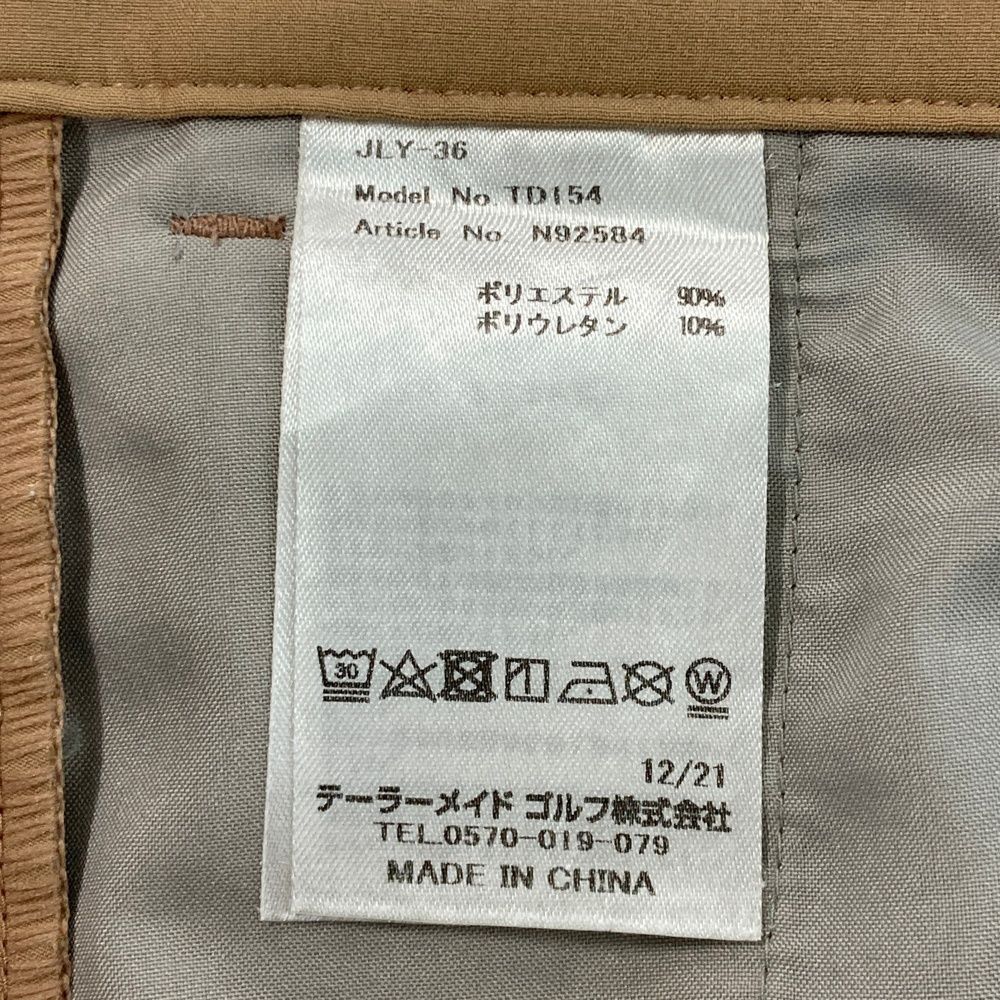 JLY-36
Model No. TD154
Article No. N92584
ポリエステル 90%
ポリウレタン 10%
30
W
12/21
テーラーメイド ゴルフ株式会社
TEL.0570-019-079
MADE IN CHINA